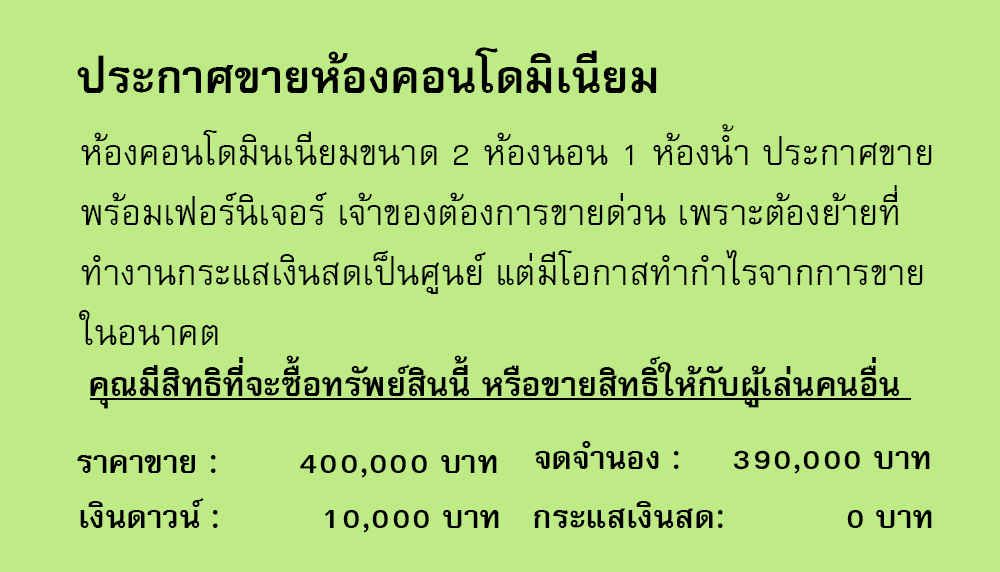 ประกาศขายห้องคอนโดมิเนียม
ห้องคอนโดมินเนียมขนาด 2 ห้องนอน 1 ห้องน้ำ ประกาศขาย
พร้อมเฟอร์นิเจอร์ เจ้าของต้องการขายด่วน เพราะต้องย้ายที่
ทำงานกระแสเงินสดเป็นศูนย์ แต่มีโอกาสทำกำไรจากการขาย
ในอนาคต
คุณมีสิทธิที่จะซื้อทรัพย์สินนี้ หรือขายสิทธิ์ให้กับผู้เล่นคนอื่น
ราคาขาย : 400,000 บาท จดจำนอง : 390,000 บาท
เงินดาวน์ : 10,000 บาท กระแสเงินสด: 0 บาท